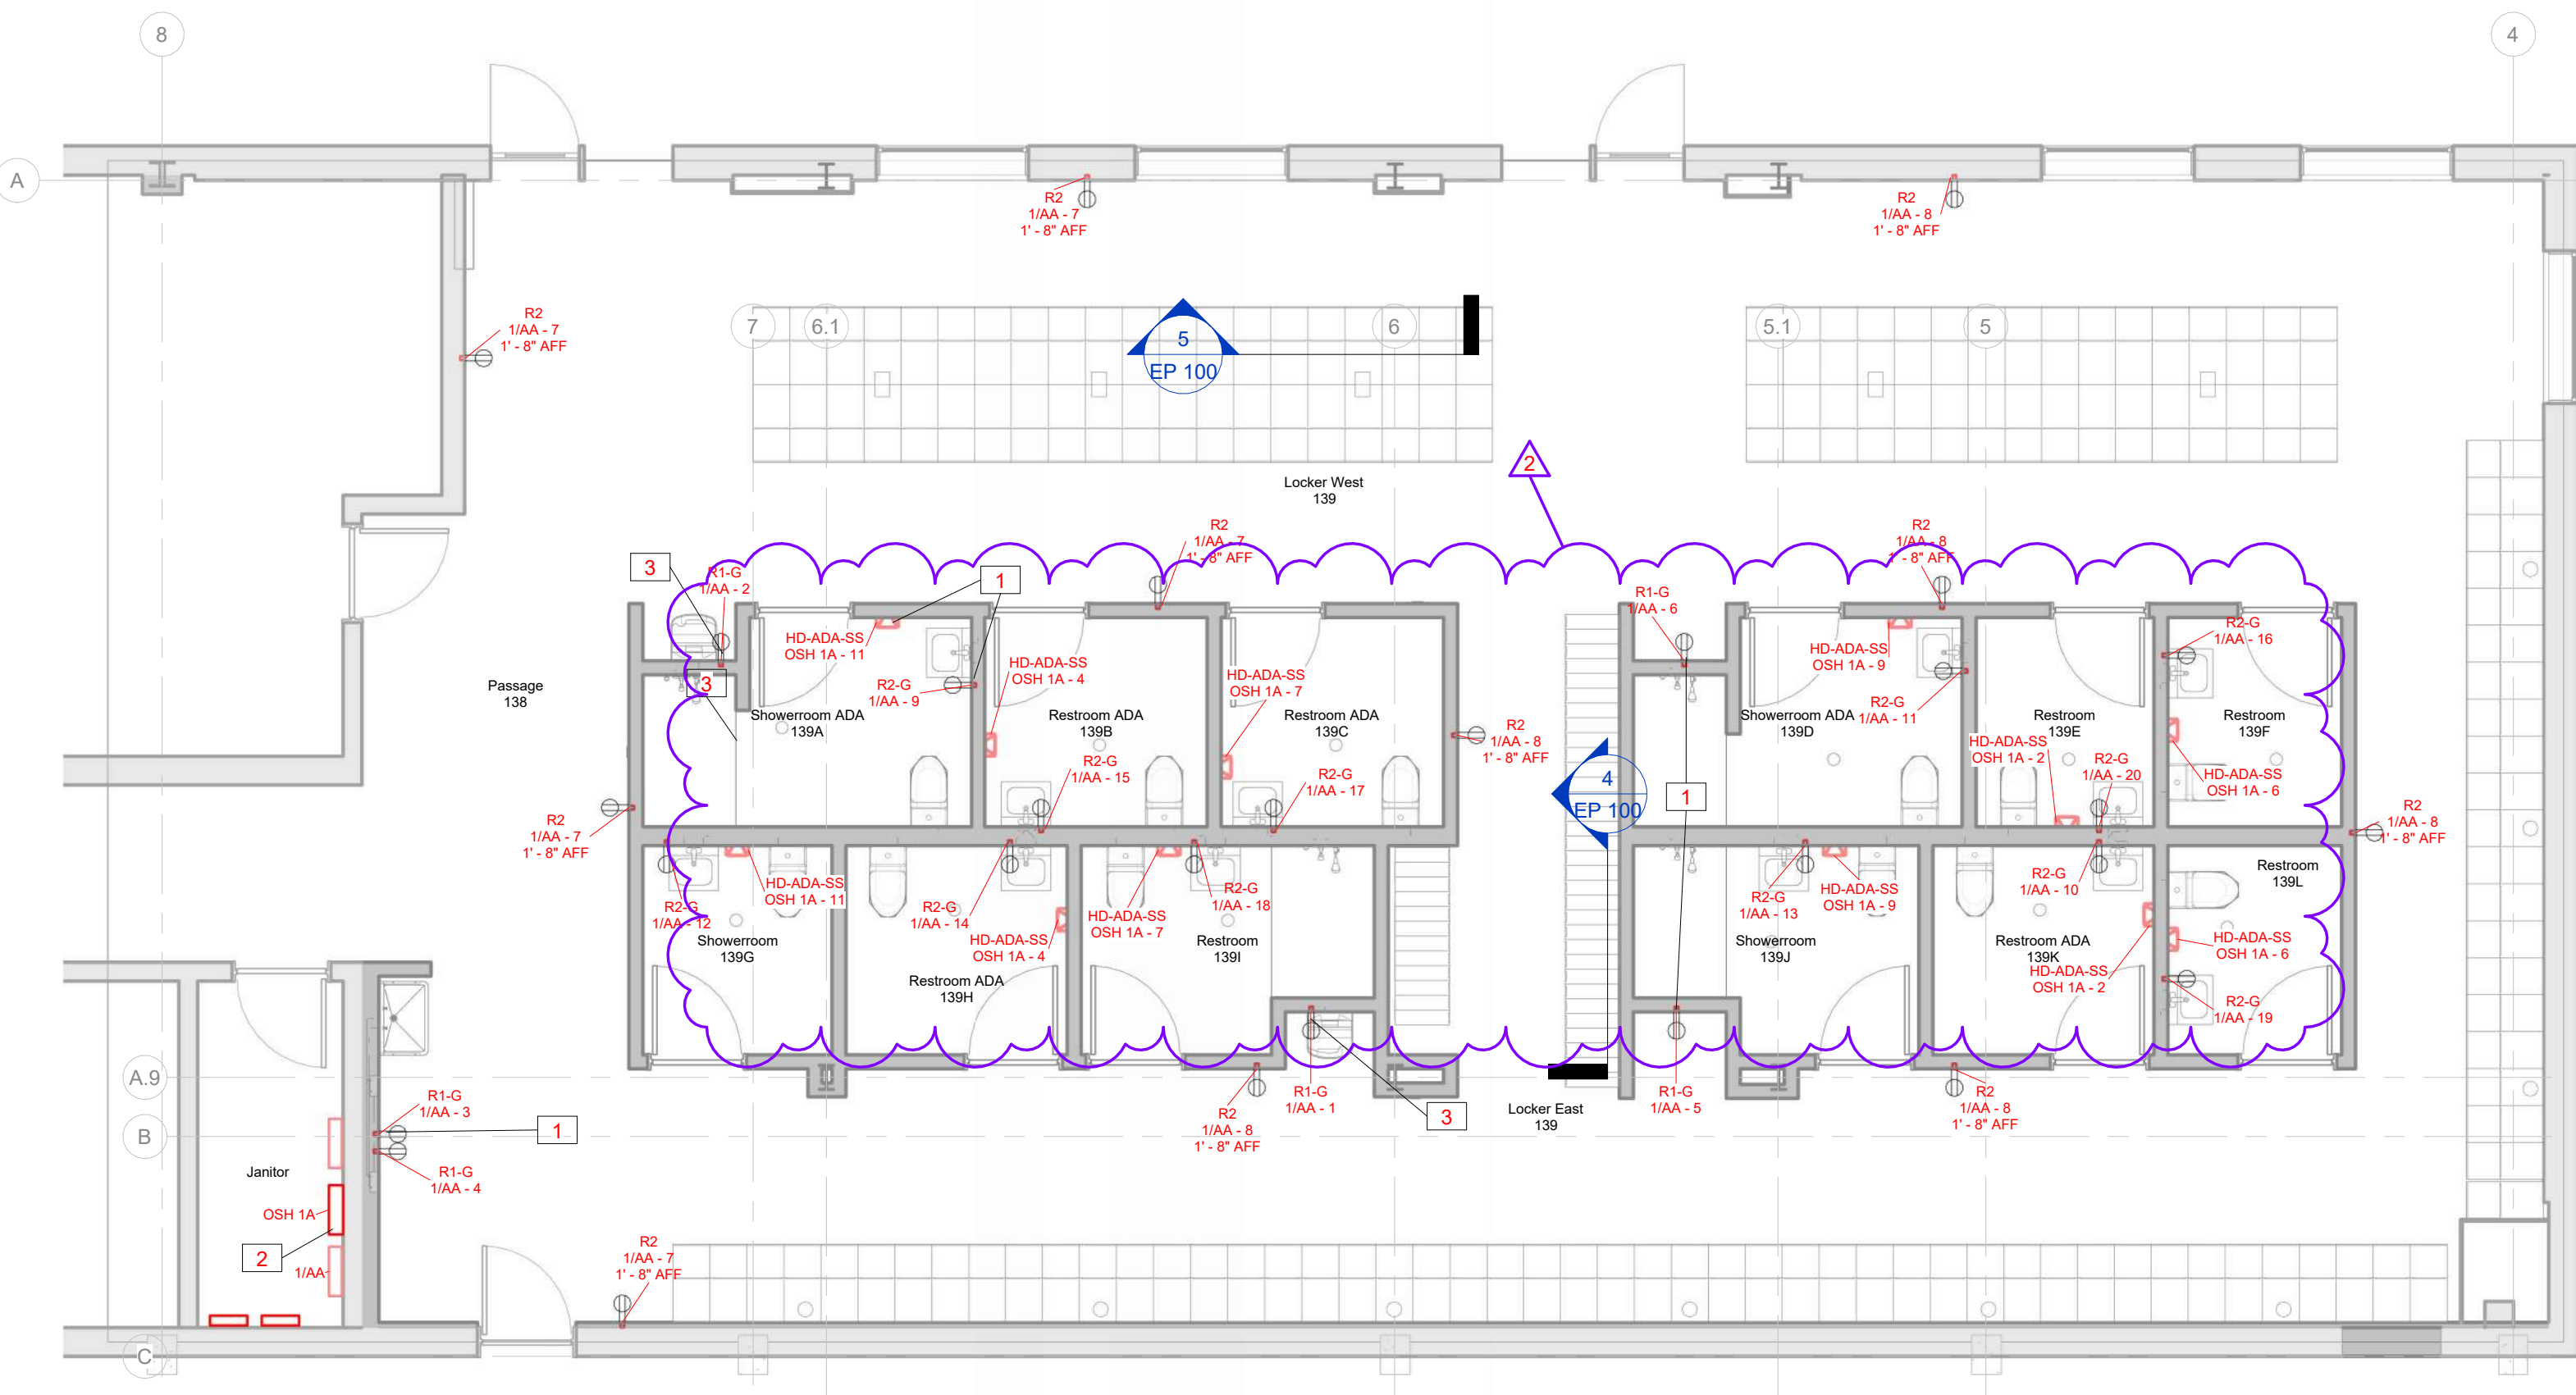 8
4
A
R2
1/AA - 7
1' - 8" AFF
R2
1/AA - 8
1' - 8" AFF
R2
1/AA - 7
1' - 8" AFF
7
6.1
5
EP 100
6
5.1
5
2
Locker West
139
R2
1/AA - 7
1' - 8" AFF
R2
1/AA - 8
1' - 8" AFF
3
R1-G
1/AA - 2
1
R1-G
1/AA - 6
HD-ADA-SS
OSH 1A - 11
HD-ADA-SS
OSH 1A - 4
HD-ADA-SS
OSH 1A - 7
HD-ADA-SS
OSH 1A - 9
R2-G
1/AA - 16
Passage
138
3
R2-G
1/AA - 9
R2-G
1/AA - 11
Showerroom ADA
139A
Restroom ADA
139B
Restroom ADA
139C
Showerroom ADA
139D
Restroom
139E
Restroom
139F
R2
1/AA - 8
1' - 8" AFF
HD-ADA-SS
OSH 1A - 2
R2-G
1/AA - 15
R2-G
1/AA - 17
4
EP 100
1
R2-G
1/AA - 20
HD-ADA-SS
OSH 1A - 6
R2
1/AA - 7
1' - 8" AFF
R2
1/AA - 8
1' - 8" AFF
HD-ADA-SS
OSH 1A - 11
R2-G
1/AA - 18
HD-ADA-SS
OSH 1A - 9
R2-G
1/AA - 10
Restroom
139L
R2-G
1/AA - 12
R2-G
1/AA - 14
HD-ADA-SS
OSH 1A - 7
R2-G
1/AA - 13
Showerroom
139G
HD-ADA-SS
OSH 1A - 4
Restroom
139I
Showerroom
139J
Restroom ADA
139K
HD-ADA-SS
OSH 1A - 6
Restroom ADA
139H
HD-ADA-SS
OSH 1A - 2
R2-G
1/AA - 19
A.9
R1-G
1/AA - 3
R2
1/AA - 8
1' - 8" AFF
R1-G
1/AA - 1
3
Locker East
139
R1-G
1/AA - 5
R2
1/AA - 8
1' - 8" AFF
B
1
Janitor
R1-G
1/AA - 4
OSH 1A
2
1/AA
R2
1/AA - 7
1' - 8" AFF
C